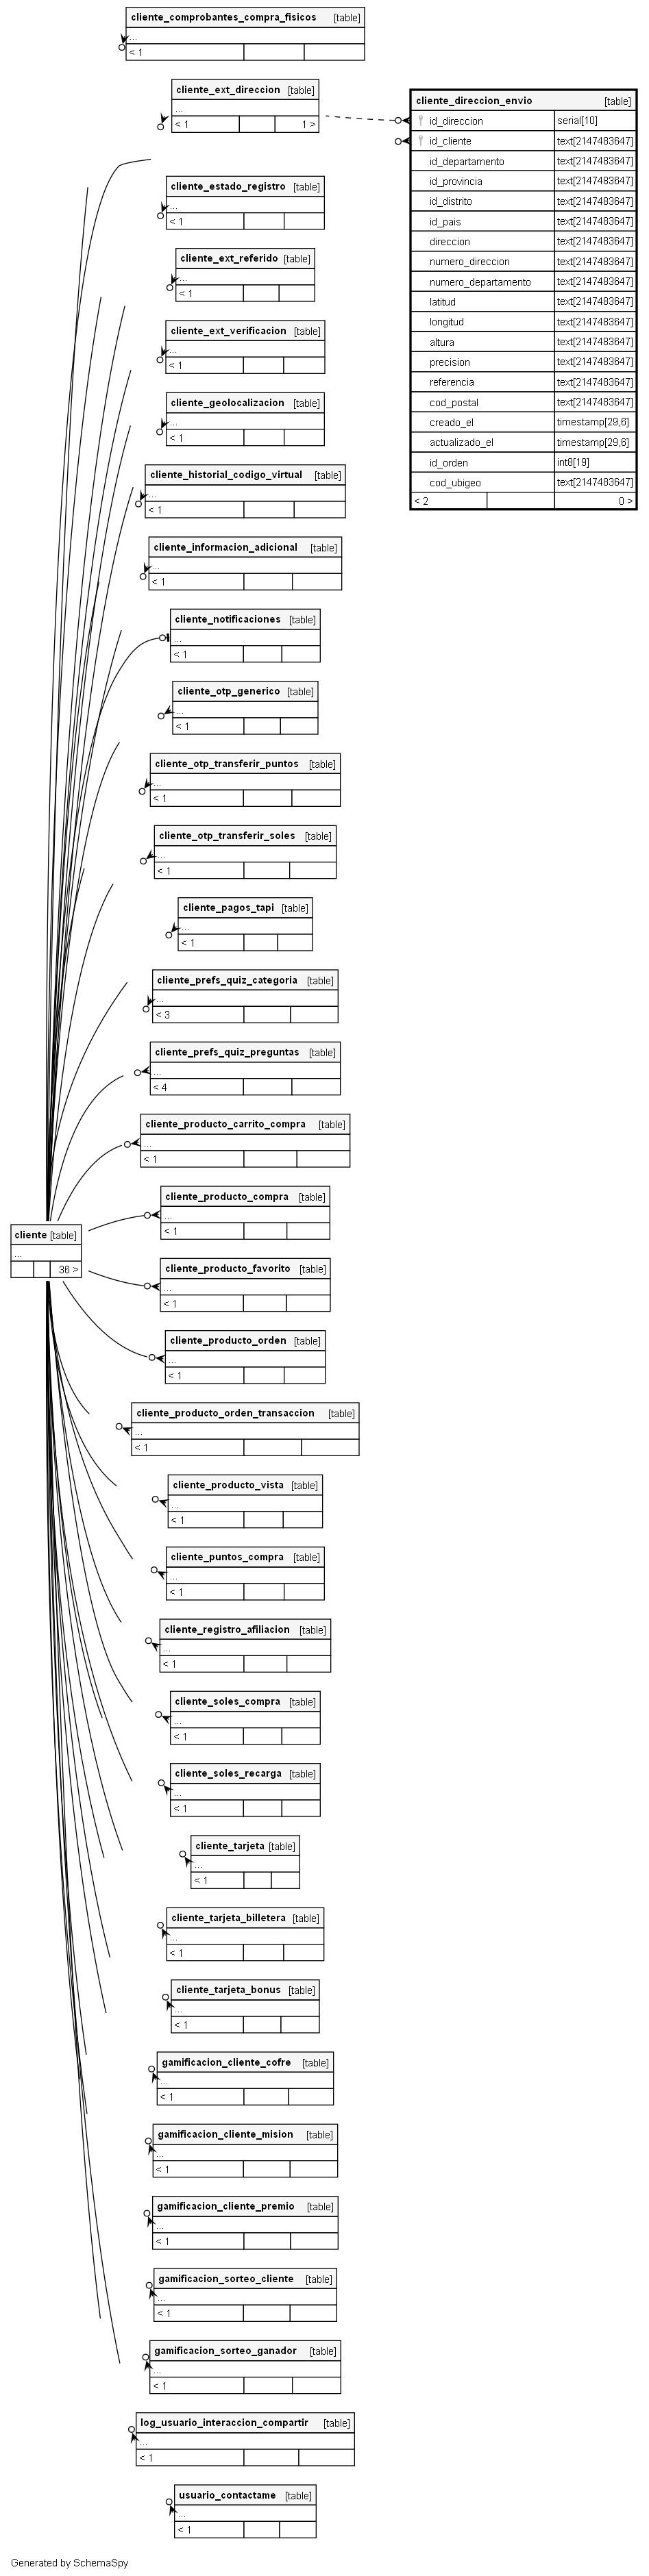 cliente_comprobantes_compra_fisicos [table]
...
< 1
cliente_ext_direccion [table]
...
< 1 1 >
cliente_direccion_envio [table]
id_direccion serial[10]
id_cliente text[2147483647]
id_departamento text[2147483647]
id_provincia text[2147483647]
id_distrito text[2147483647]
id_pais text[2147483647]
direccion text[2147483647]
numero_direccion text[2147483647]
numero_departamento text[2147483647]
latitud text[2147483647]
longitud text[2147483647]
altura text[2147483647]
precision text[2147483647]
referencia text[2147483647]
cod_postal text[2147483647]
creado_el timestamp[29,6]
actualizado_el timestamp[29,6]
id_orden int8[19]
cod_ubigeo text[2147483647]
< 2 0 >
cliente_estado_registro [table]
...
< 1
cliente_ext_referido [table]
...
< 1
cliente_ext_verificacion [table]
...
< 1
cliente_geolocalizacion [table]
...
< 1
cliente_historial_codigo_virtual [table]
...
< 1
cliente_informacion_adicional [table]
...
< 1
cliente_notificaciones [table]
...
< 1
cliente_otp_generico [table]
...
< 1
cliente_otp_transferir_puntos [table]
...
< 1
cliente_otp_transferir_soles [table]
...
< 1
cliente_pagos_tapi [table]
...
< 1
cliente_prefs_quiz_categoria [table]
...
< 3
cliente_prefs_quiz_preguntas [table]
...
< 4
cliente_producto_carrito_compra [table]
...
< 1
cliente_producto_compra [table]
...
< 1
cliente [table]
...
36 >
cliente_producto_favorito [table]
...
< 1
cliente_producto_orden [table]
...
< 1
cliente_producto_orden_transaccion [table]
...
< 1
cliente_producto_vista [table]
...
< 1
cliente_puntos_compra [table]
...
< 1
cliente_registro_afiliacion [table]
...
< 1
cliente_soles_compra [table]
...
< 1
cliente_soles_recarga [table]
...
< 1
cliente_tarjeta [table]
...
< 1
cliente_tarjeta_billetera [table]
...
< 1
cliente_tarjeta_bonus [table]
...
< 1
gamificacion_cliente_cofre [table]
...
< 1
gamificacion_cliente_mision [table]
...
< 1
gamificacion_cliente_premio [table]
...
< 1
gamificacion_sorteo_cliente [table]
...
< 1
gamificacion_sorteo_ganador [table]
...
< 1
log_usuario_interaccion_compartir [table]
...
< 1
usuario_contactame [table]
...
< 1
Generated by SchemaSpy